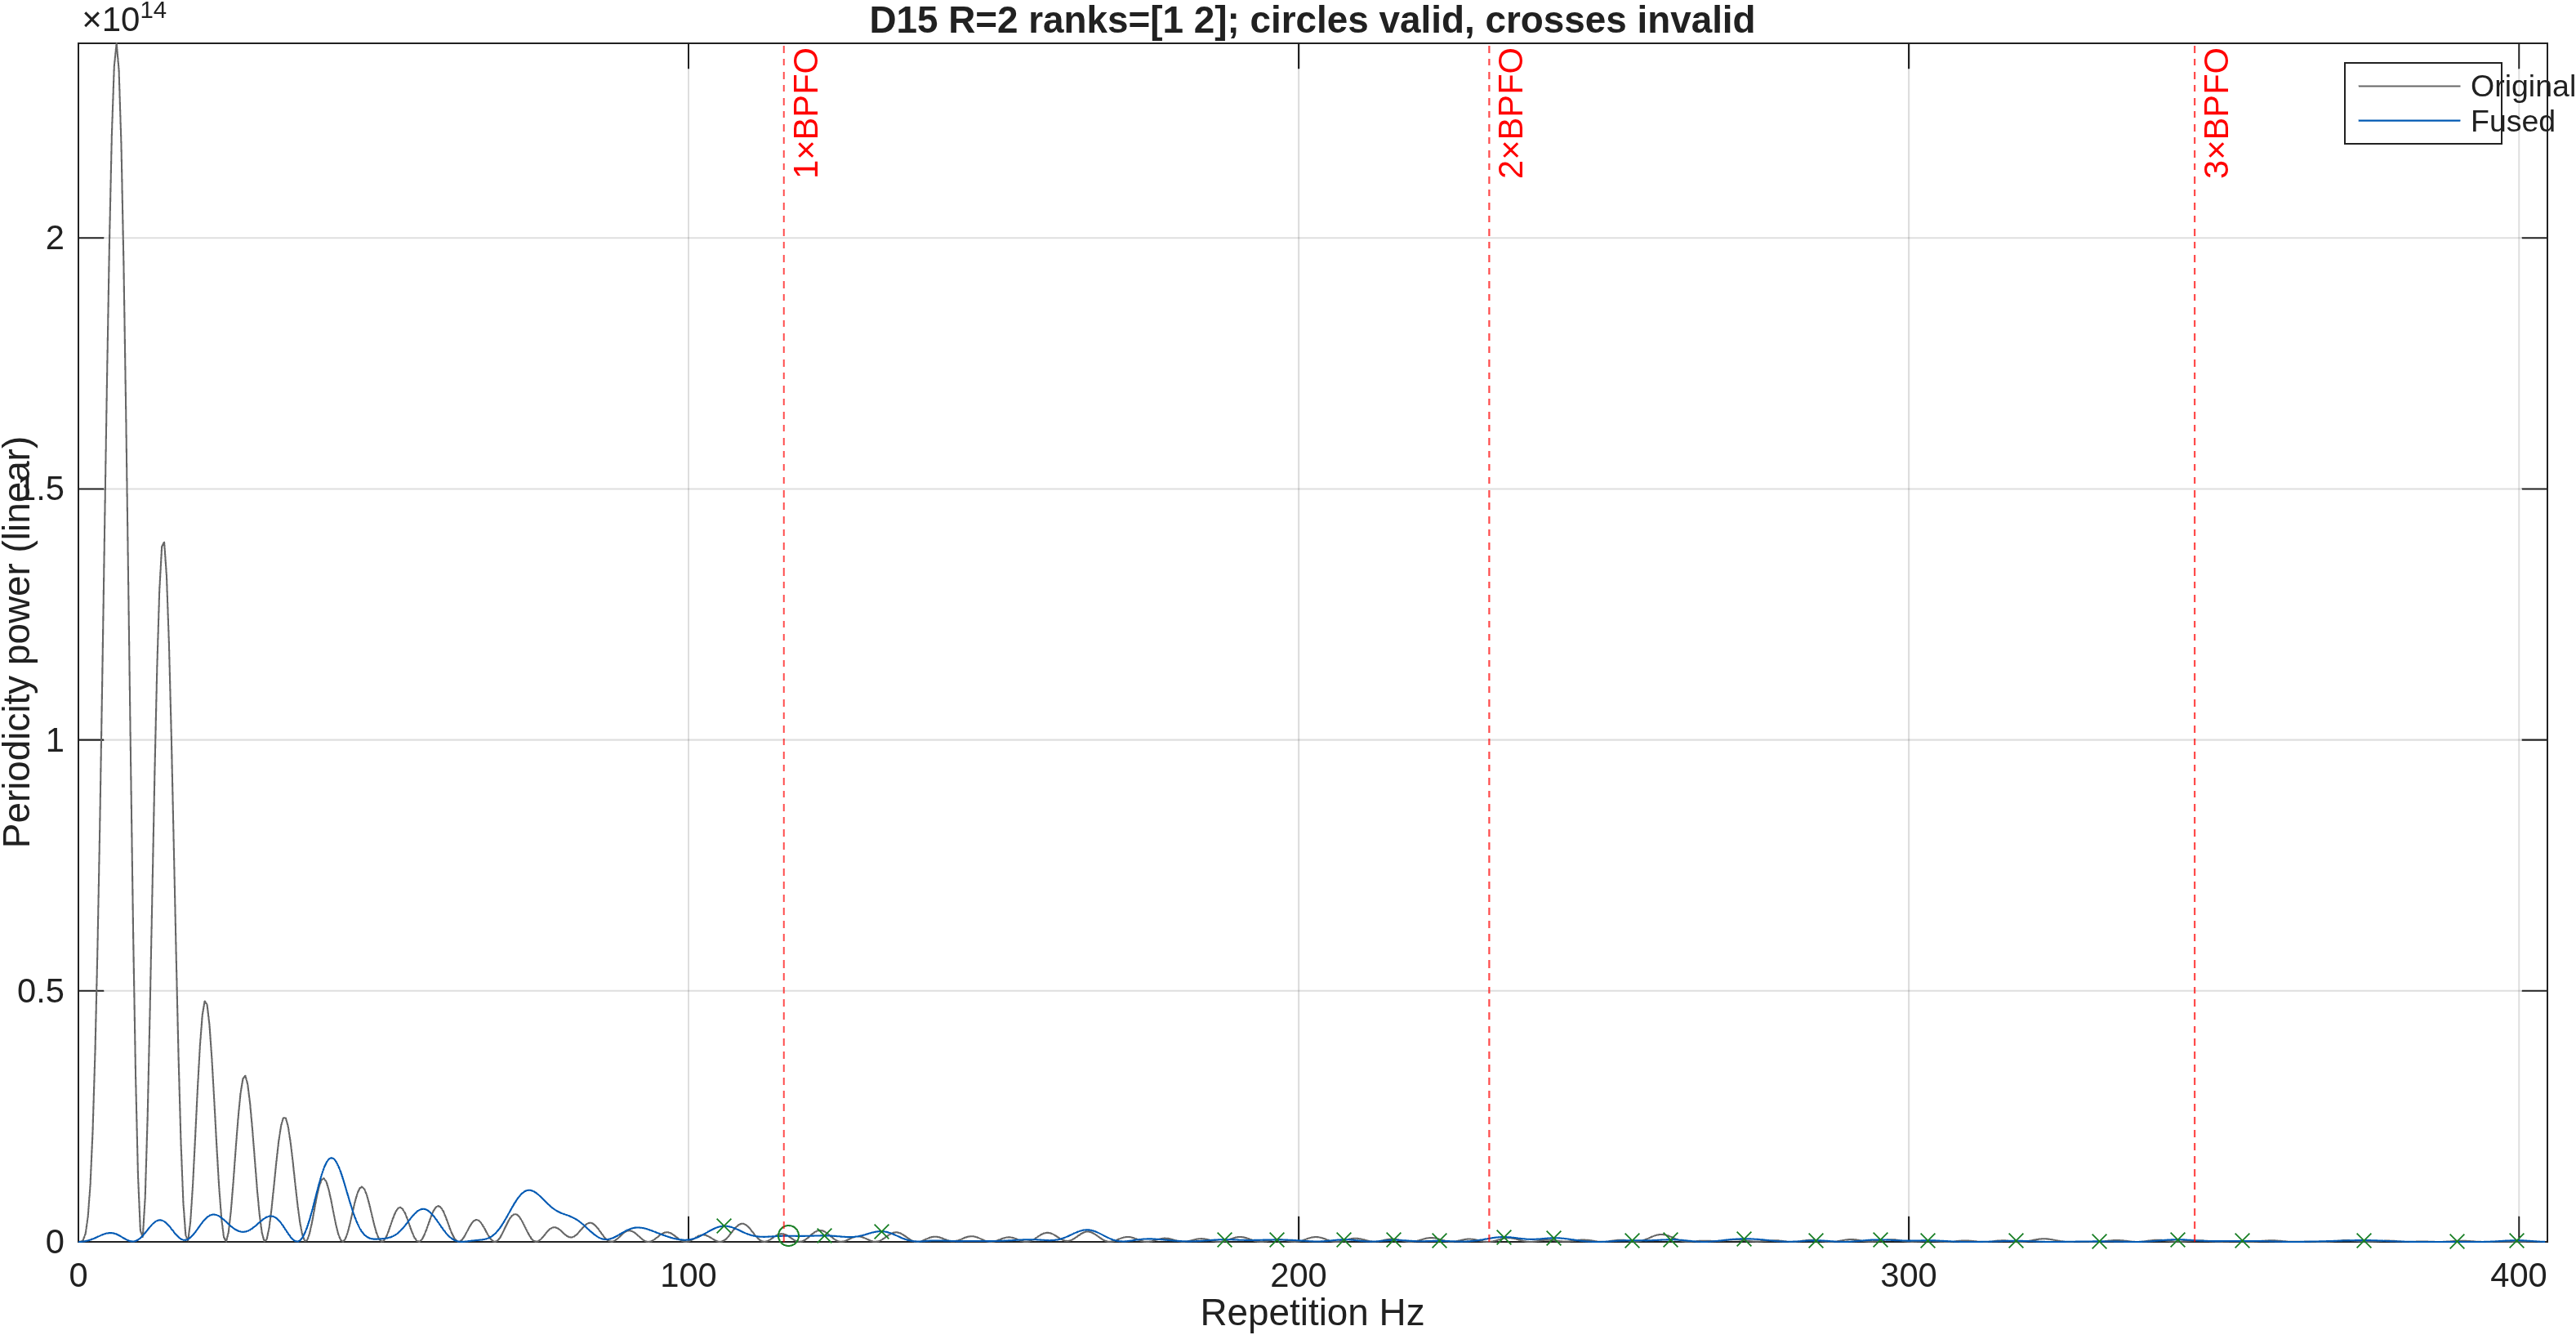 D15 R=2 ranks=[1 2]; circles valid, crosses invalid
×10^14
1×BPFO
2×BPFO
3×BPFO
Original
Fused
2
1.5
1
0.5
0
Periodicity power (linear)
0 100 200 300 400
Repetition Hz